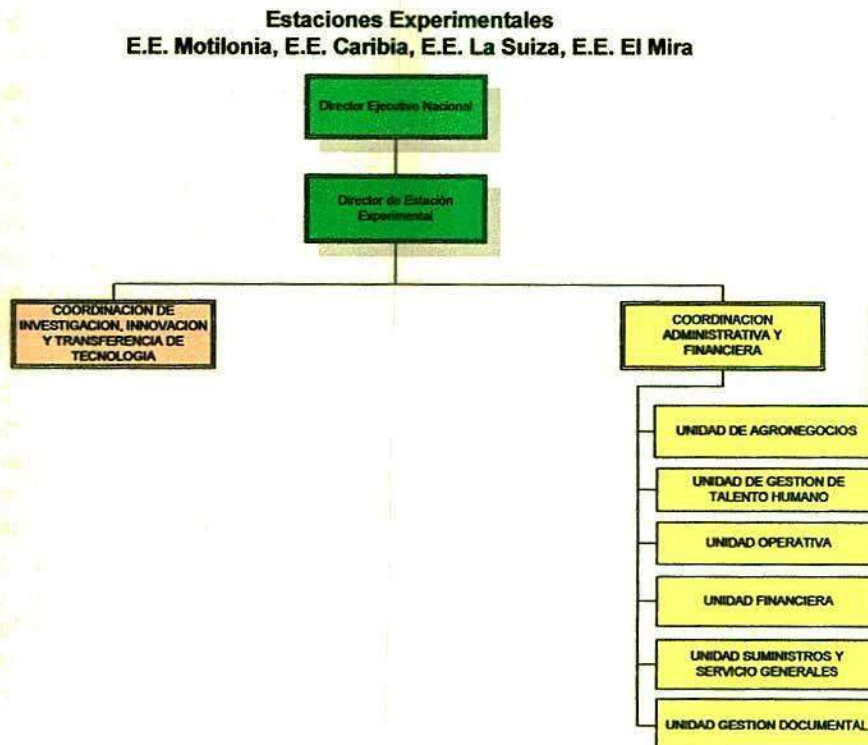 Estaciones Experimentales
E.E. Motilonia, E.E. Caribia, E.E. La Suiza, E.E. El Mira
Director Ejecutivo Nacional
Director de Estación
Experimental
COORDINACION DE
INVESTIGACION, INNOVACION
Y TRANSFERENCIA DE
TECNOLOGIA
COORDINACION
ADMINISTRATIVA Y
FINANCIERA
UNIDAD DE AGRONEGOCIOS
UNIDAD DE GESTION DE
TALENTO HUMANO
UNIDAD OPERATIVA
UNIDAD FINANCIERA
UNIDAD SUMINISTROS Y
SERVICIO GENERALES
UNIDAD GESTION DOCUMENTAL